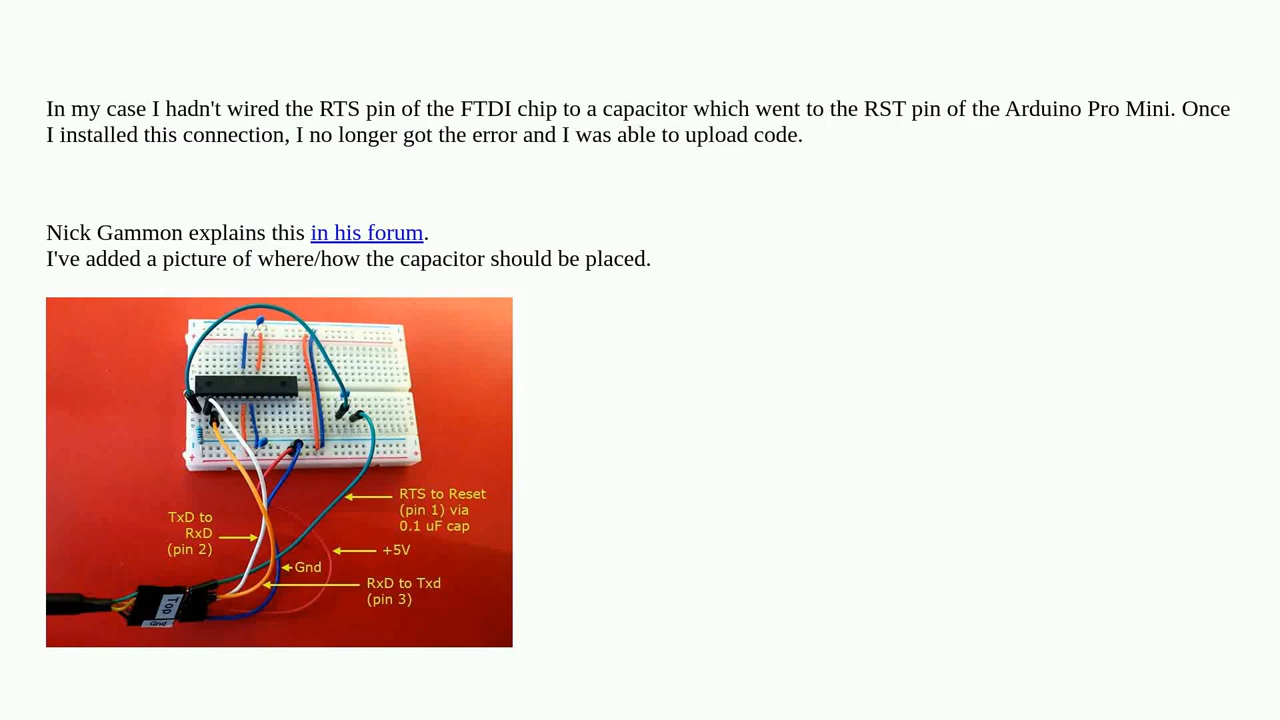 In my case I hadn't wired the RTS pin of the FTDI chip to a capacitor which went to the RST pin of the Arduino Pro Mini. Once
I installed this connection, I no longer got the error and I was able to upload code.
Nick Gammon explains this in his forum.
I've added a picture of where/how the capacitor should be placed.
RTS to Reset
(pin 1) via
0.1 uF cap
TxD to
RxD
(pin 2)
+5V
Gnd
RxD to Txd
(pin 3)
Top
Gnd